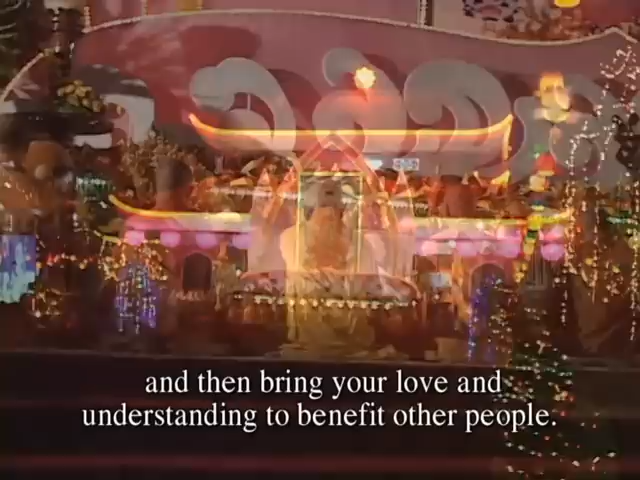 and then bring your love and
understanding to benefit other people.